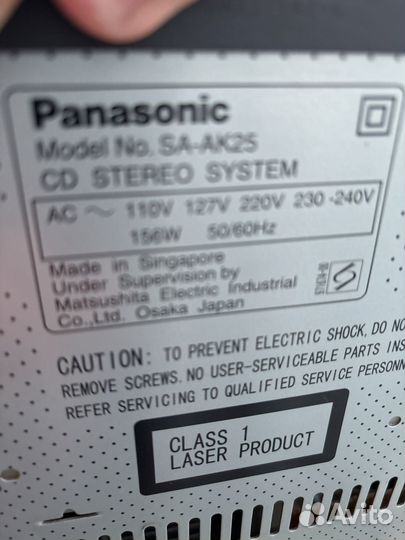 Panasonic
Model No. SA-AK25
CD STEREO SYSTEM
AC ~ 110V 127V 220V 230-240V
156W 50/60Hz
Made in Singapore
Under Supervision by
Matsushita Electric Industrial
Co.,Ltd. Osaka Japan
CAUTION: TO PREVENT ELECTRIC SHOCK, DO NO
REMOVE SCREWS. NO USER-SERVICEABLE PARTS INS
REFER SERVICING TO QUALIFIED SERVICE PERSONN
CLASS 1
LASER PRODUCT
Avito